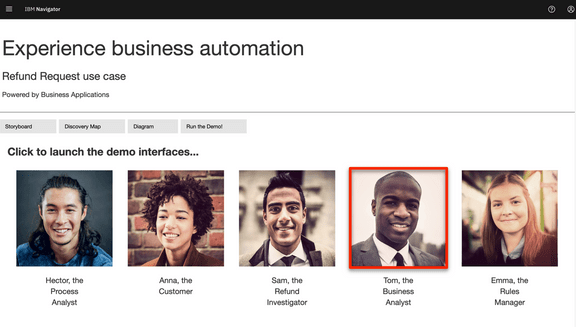 IBM Navigator
Experience business automation
Refund Request use case
Powered by Business Applications
Storyboard
Discovery Map
Diagram
Run the Demo!
Click to launch the demo interfaces...
Hector, the
Process
Analyst
Anna, the
Customer
Sam, the
Refund
Investigator
Tom, the
Business
Analyst
Emma, the
Rules
Manager